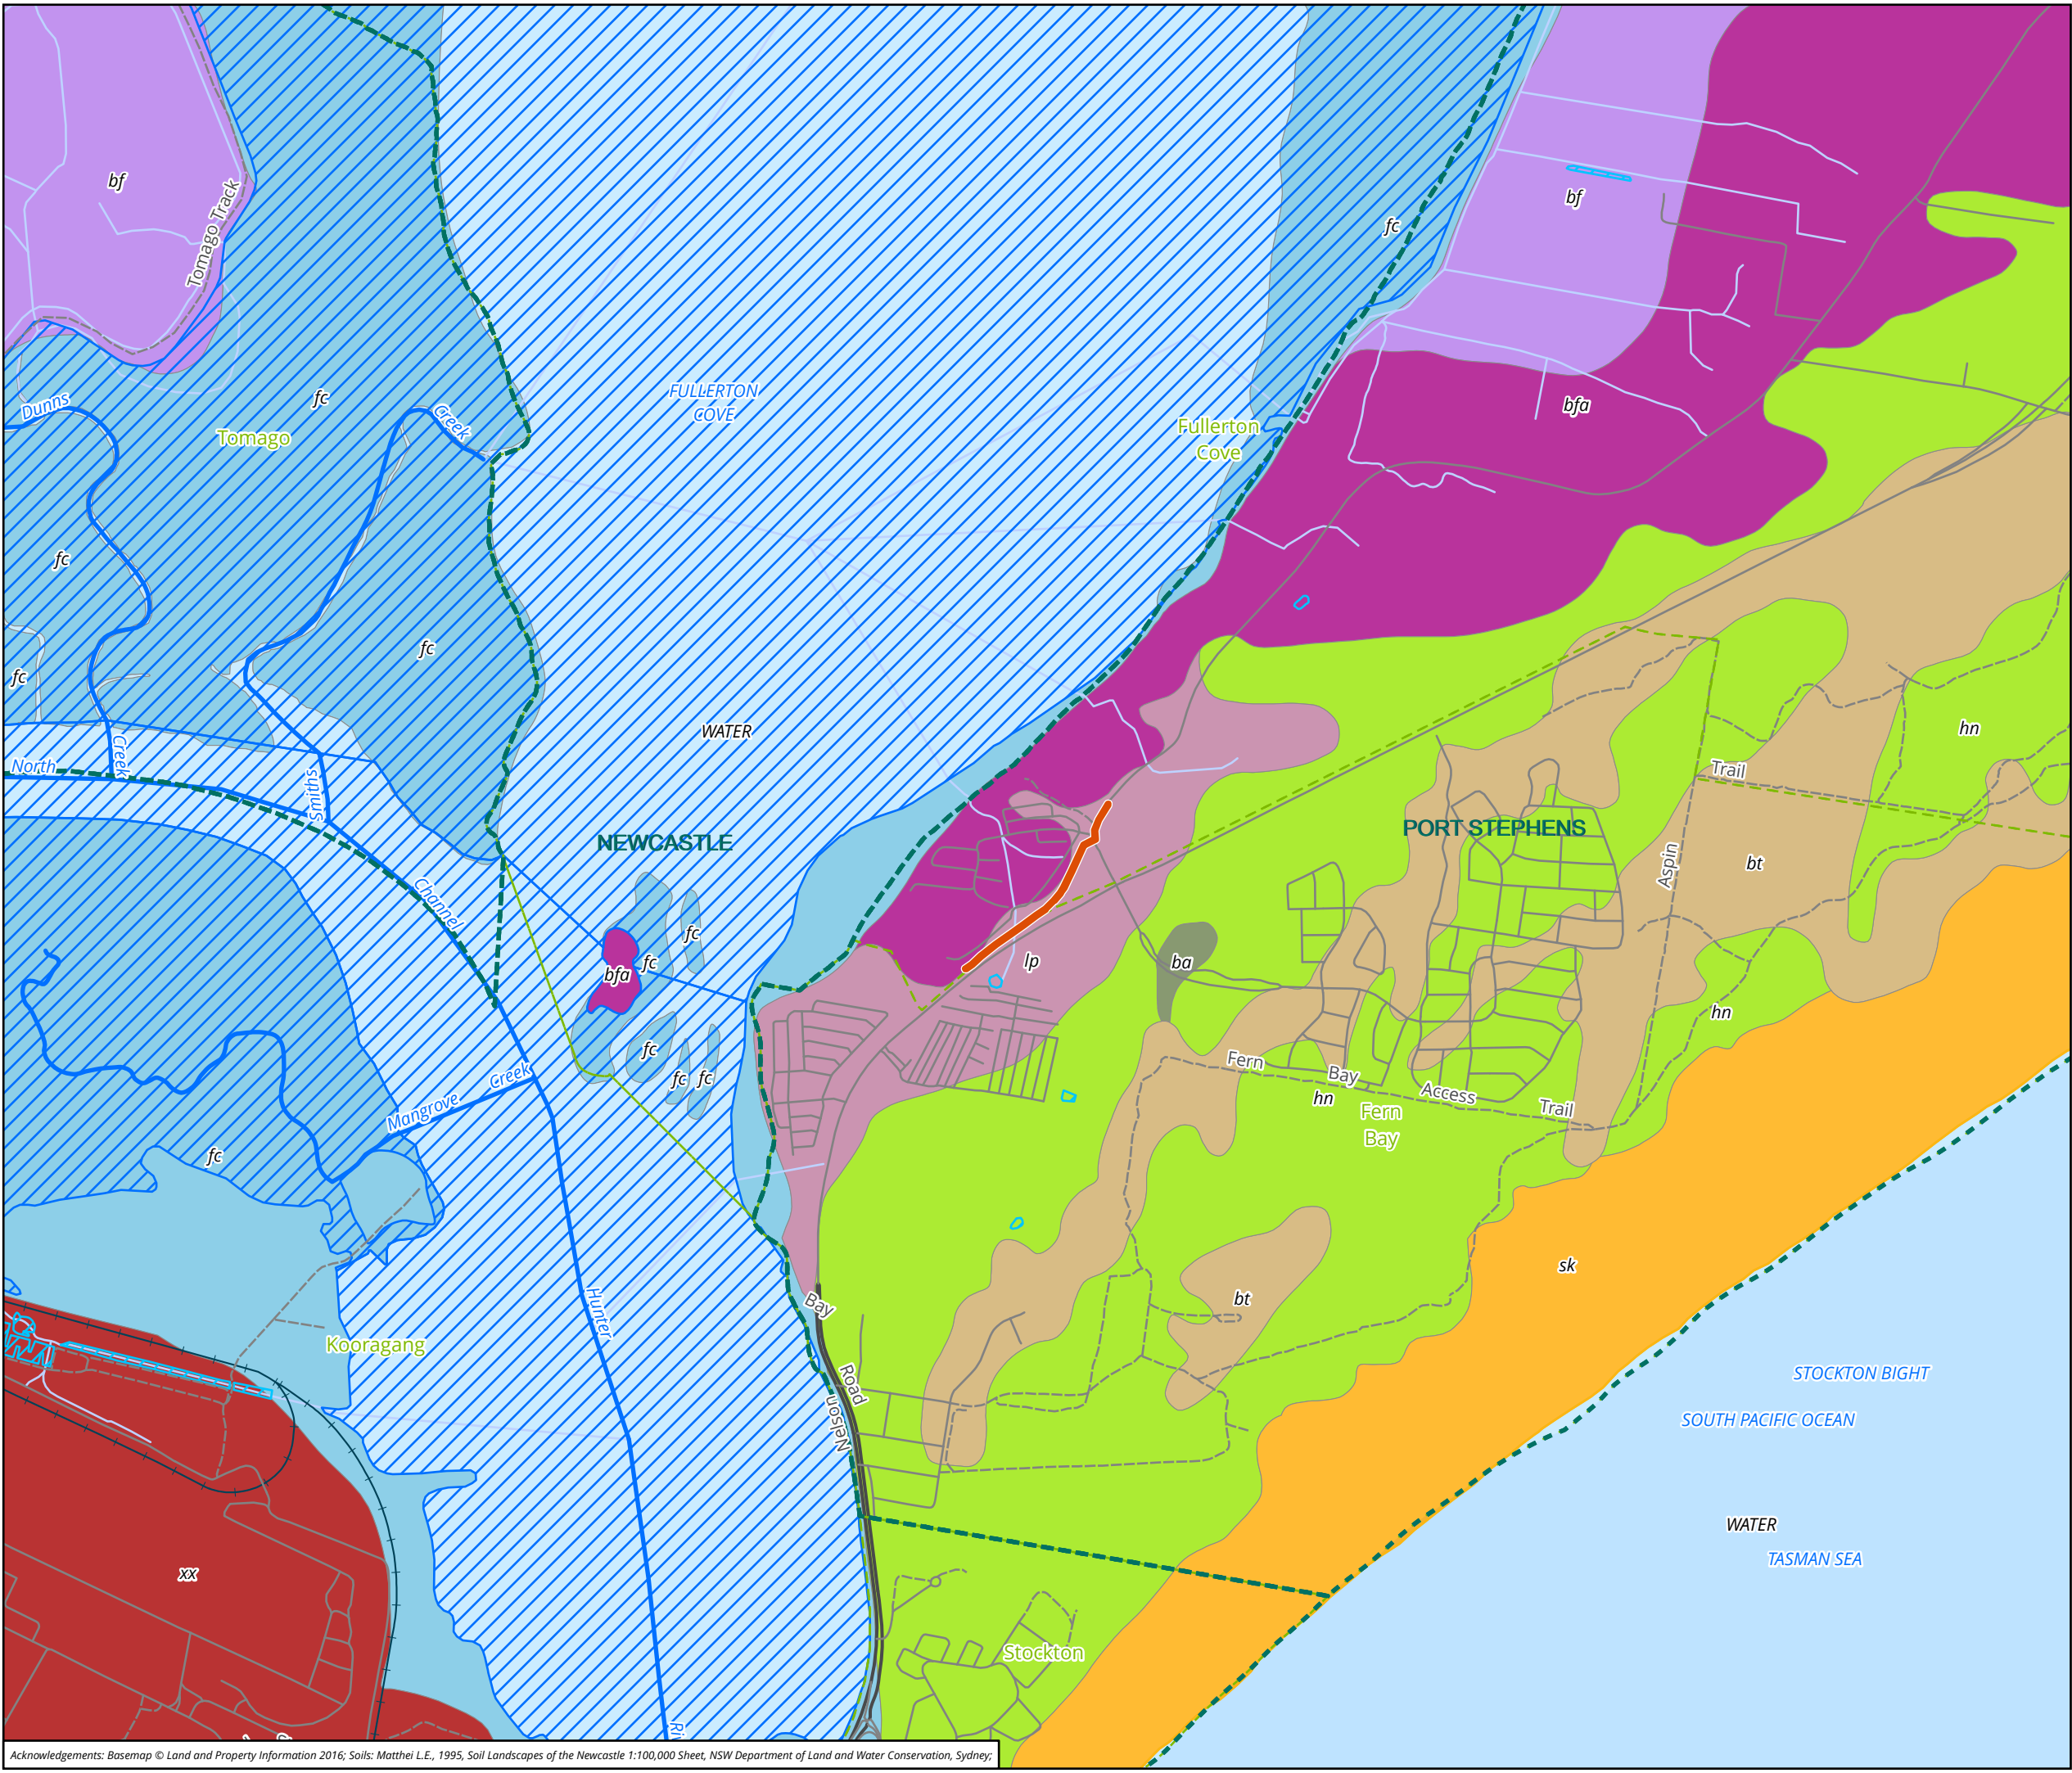 bf
Tomago Track
bf
fc
FULLERTON
COVE
Dunns
fc
Creek
Tomago
Fullerton
Cove
bfa
fc
fc
fc
hn
WATER
North
Creek
Smiths
Trail
NEWCASTLE
PORT STEPHENS
Aspin
bt
Channel
fc
fc
bfa
lp
ba
hn
fc
fc
fc
Fern
Bay
Access
Trail
hn
Fern
Bay
Creek
Mangrove
fc
sk
bt
Hunter
Bay
Road
Nelson
Kooragang
STOCKTON BIGHT
SOUTH PACIFIC OCEAN
WATER
TASMAN SEA
xx
Stockton
Acknowledgements: Basemap © Land and Property Information 2016; Soils: Matthei L.E., 1995, Soil Landscapes of the Newcastle 1:100,000 Sheet, NSW Department of Land and Water Conservation, Sydney;